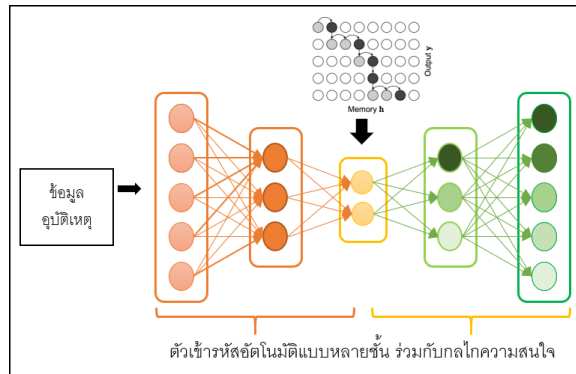 Output y
Memory h
ข้อมูล
อุบัติเหตุ
ตัวเข้ารหัสอัตโนมัติแบบหลายชั้น ร่วมกับกลไกความสนใจ